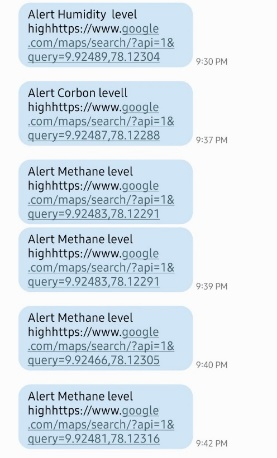 Alert Humidity  level
highhttps://www.google
.com/maps/search/?api=1&
query=9.92489,78.12304
9:30 PM
Alert Corbon levell
highhttps://www.google
.com/maps/search/?api=1&
query=9.92487,78.12288
9:37 PM
Alert Methane level
highhttps://www.google
.com/maps/search/?api=1&
query=9.92483,78.12291
Alert Methane level
highhttps://www.google
.com/maps/search/?api=1&
query=9.92483,78.12291
9:39 PM
Alert Methane level
highhttps://www.google
.com/maps/search/?api=1&
query=9.92466,78.12305
9:40 PM
Alert Methane level
highhttps://www.google
.com/maps/search/?api=1&
query=9.92481,78.12316
9:42 PM